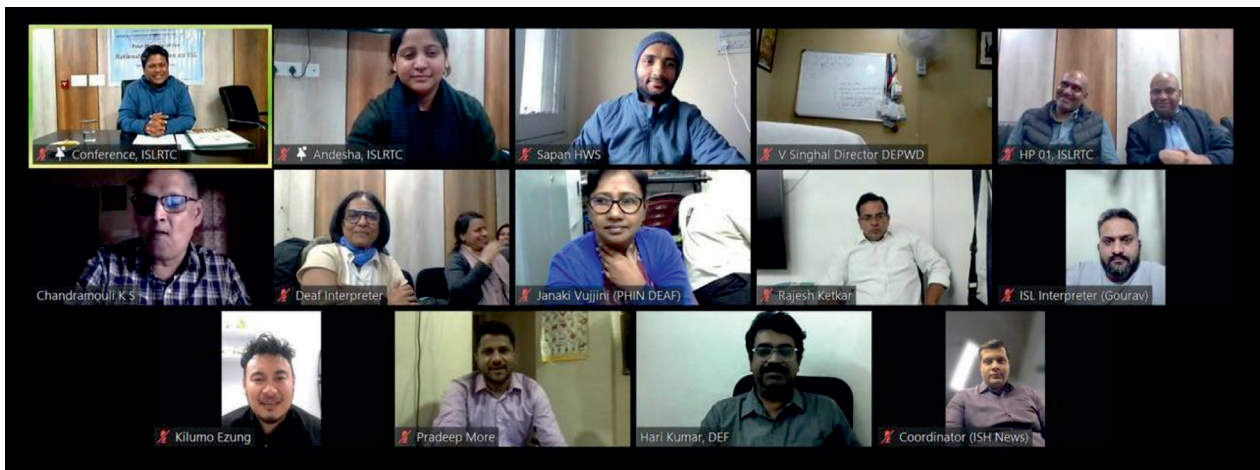 Conference, ISLRTC
Andesha, ISLRTC
Sapan HWS
V Singhal Director DEPWD
HP 01, ISLRTC
Chandramouli K S
Deaf Interpreter
Janaki Vujjini (PHIN DEAF)
Rajesh Ketkar
ISL Interpreter (Gourav)
Kilumo Ezung
Pradeep More
Hari Kumar, DEF
Coordinator (ISH News)